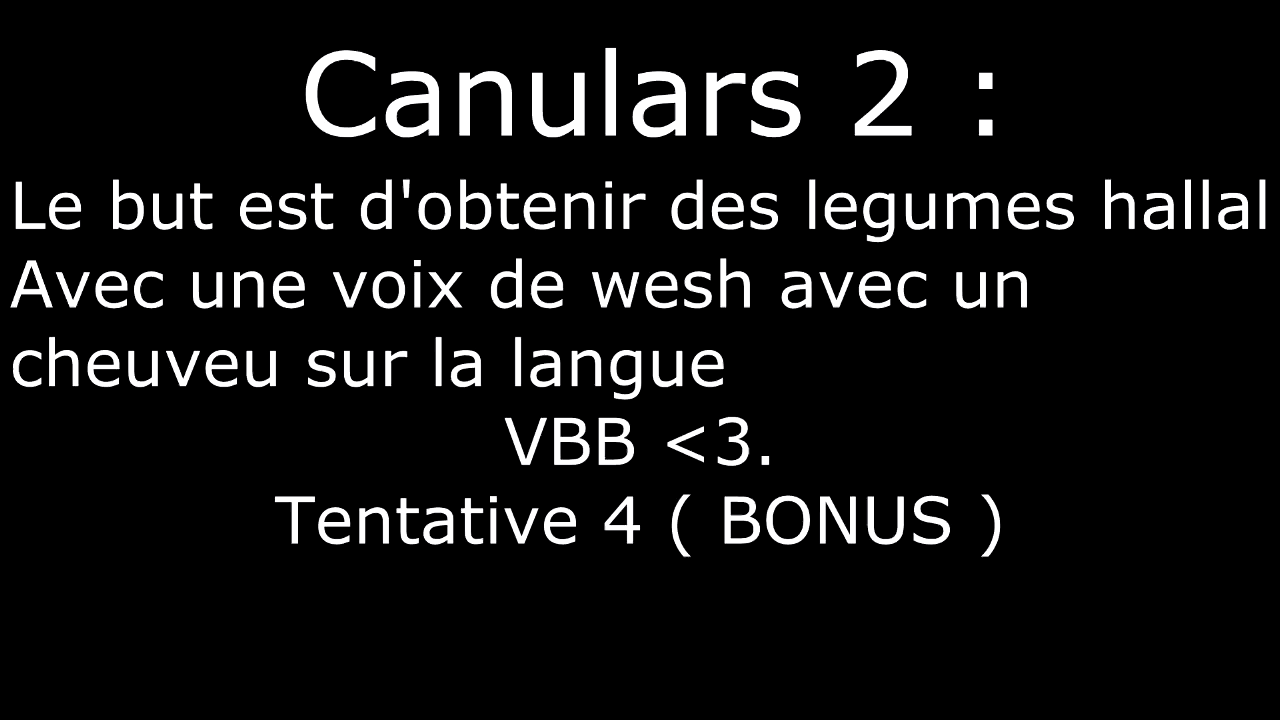 Canulars 2 :
Le but est d'obtenir des legumes hallal
Avec une voix de wesh avec un
cheuveu sur la langue
VBB <3.
Tentative 4 ( BONUS )